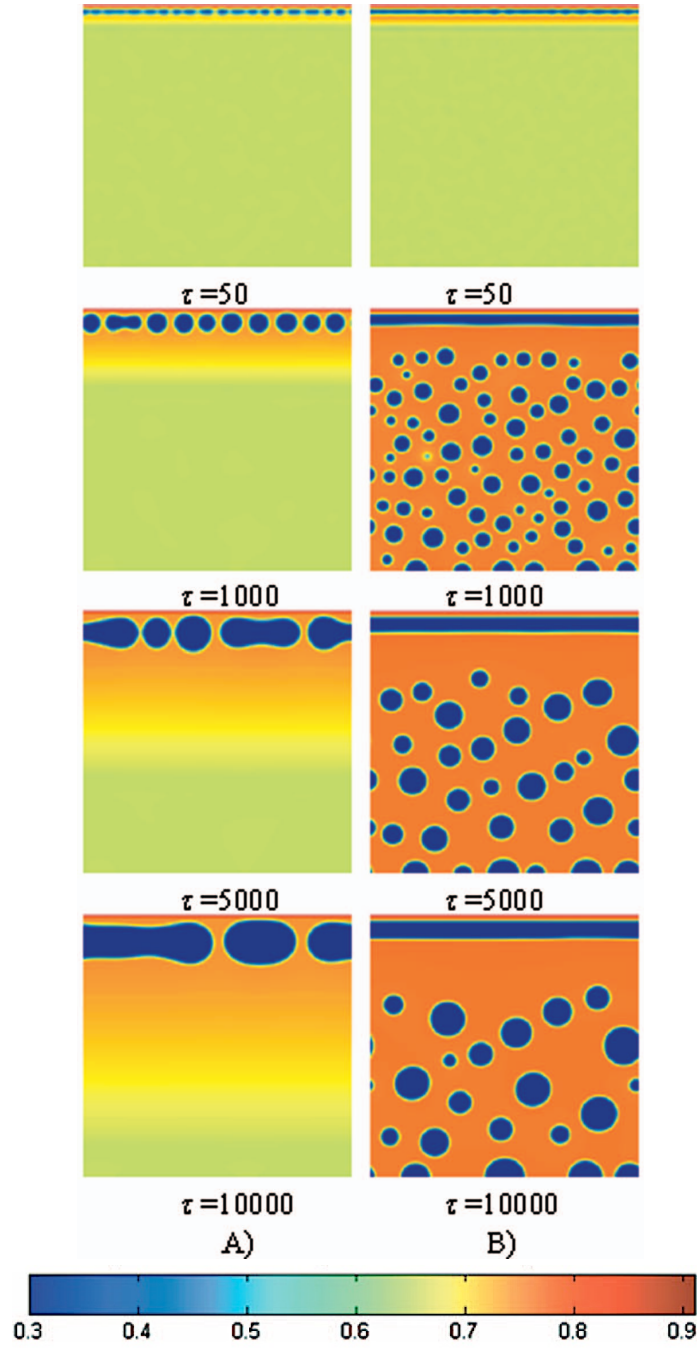 τ =50 τ =50
τ =1000 τ =1000
τ =5000 τ =5000
τ =10000 τ =10000
A) B)
0.3 0.4 0.5 0.6 0.7 0.8 0.9